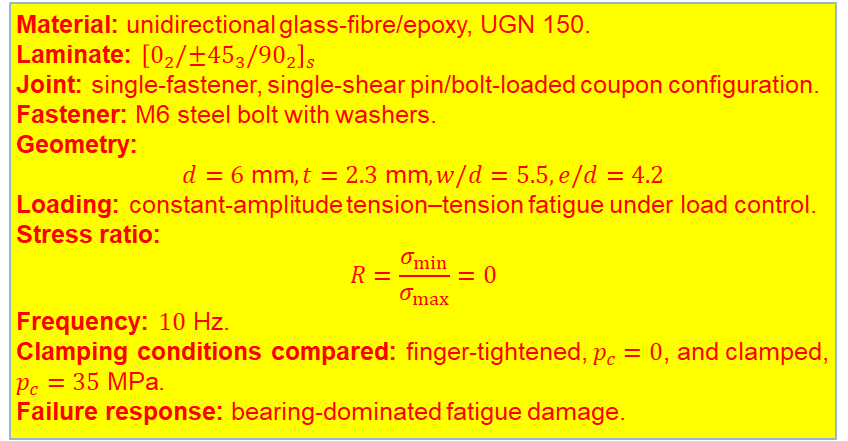 Material: unidirectional glass-fibre/epoxy, UGN 150.
Laminate: [0₂/±45₃/90₂]ₛ
Joint: single-fastener, single-shear pin/bolt-loaded coupon configuration.
Fastener: M6 steel bolt with washers.
Geometry:
d = 6 mm, t = 2.3 mm, w/d = 5.5, e/d = 4.2
Loading: constant-amplitude tension–tension fatigue under load control.
Stress ratio:
R = σmin/σmax = 0
Frequency: 10 Hz.
Clamping conditions compared: finger-tightened, p_c = 0, and clamped,
p_c = 35 MPa.
Failure response: bearing-dominated fatigue damage.